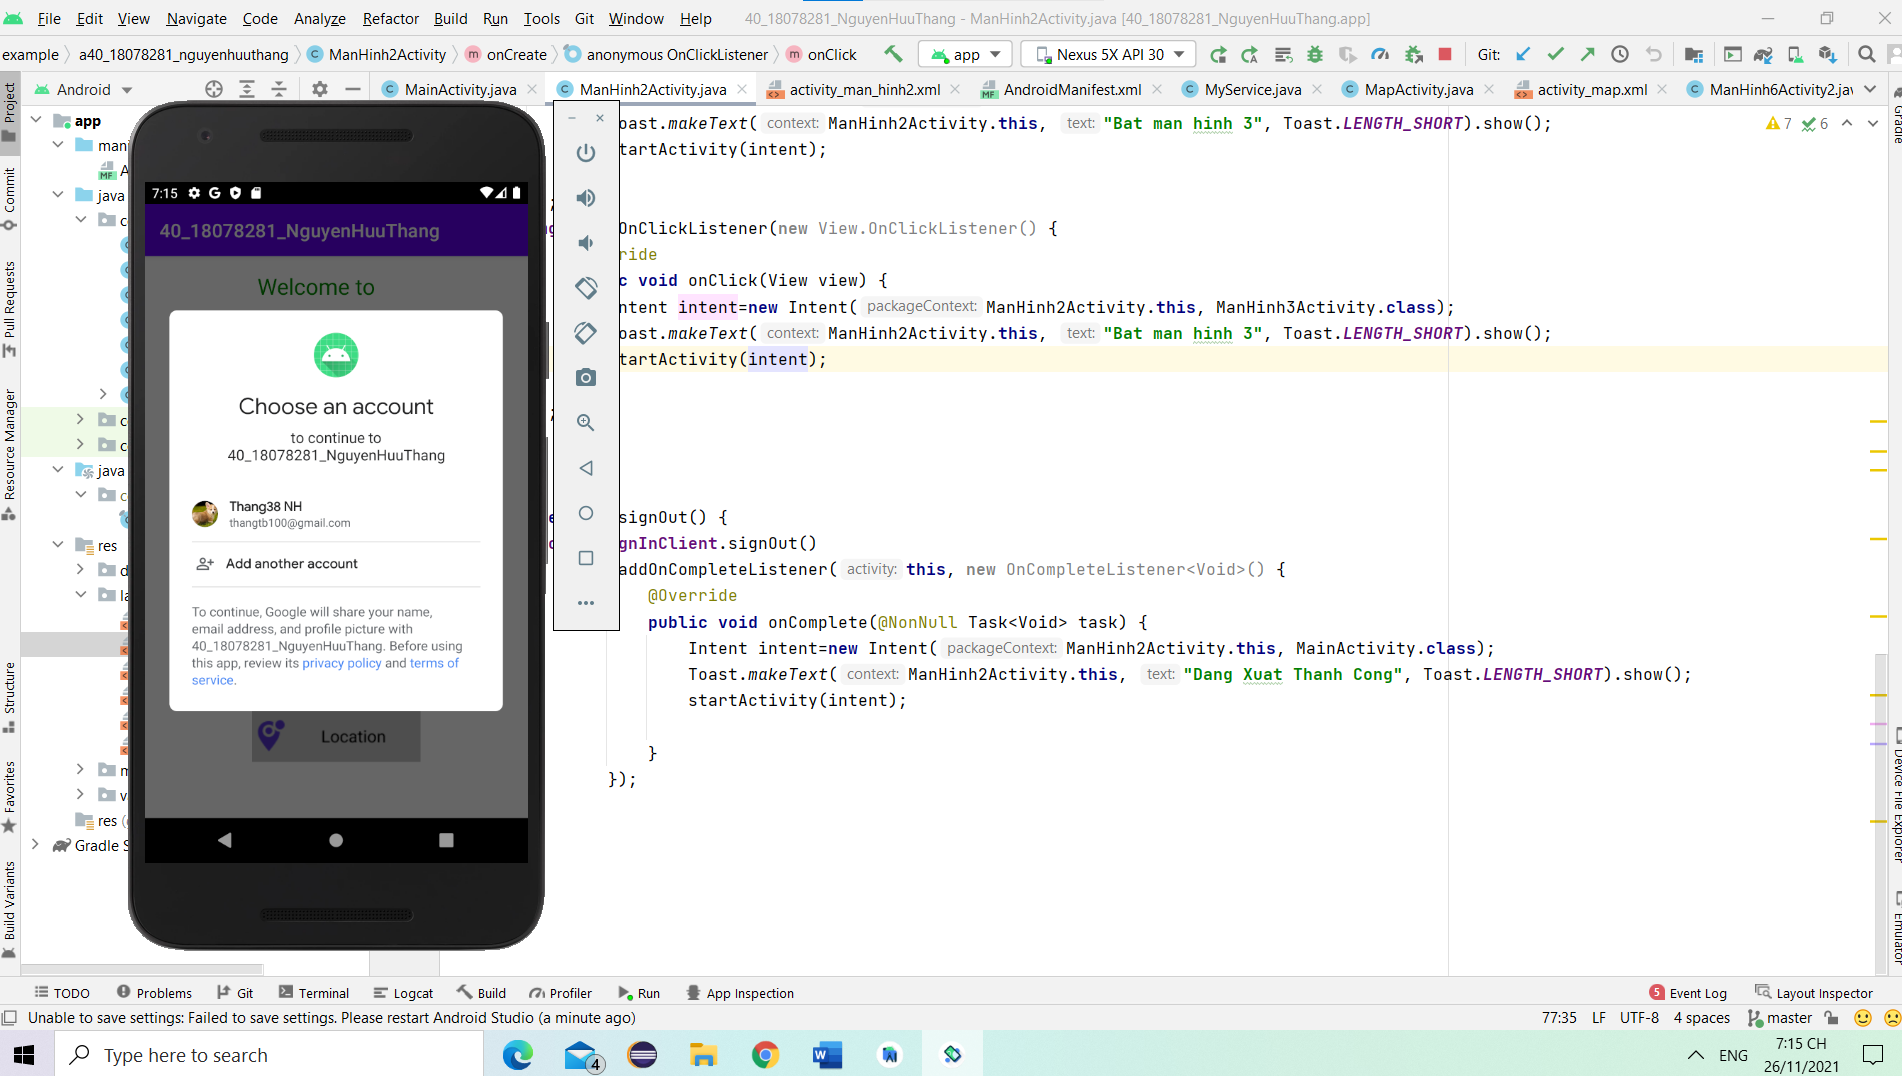 File Edit View Navigate Code Analyze Refactor Build Run Tools Git Window Help 40_18078281_NguyenHuuThang - ManHinh2Activity.java [40_18078281_NguyenHuuThang.app]
example a40_18078281_nguyenhuuthang ManHinh2Activity onCreate anonymous OnClickListener onClick app Nexus 5X API 30 Git:
Android MainActivity.java ManHinh2Activity.java activity_man_hinh2.xml AndroidManifest.xml MyService.java MapActivity.java activity_map.xml ManHinh6Activity2.jav
Project
Commit
Pull Requests
Resource Manager
Structure
Favorites
Build Variants
app
mani
java
java
res
res
Gradle S
7:15
40_18078281_NguyenHuuThang
Welcome to
Choose an account
to continue to
40_18078281_NguyenHuuThang
Thang38 NH
thangtb100@gmail.com
Add another account
To continue, Google will share your name,
email address, and profile picture with
40_18078281_NguyenHuuThang. Before using
this app, review its privacy policy and terms of
service.
Location
oast.makeText( context: ManHinh2Activity.this, text: "Bat man hinh 3", Toast.LENGTH_SHORT).show();
tartActivity(intent);
;
OnClickListener(new View.OnClickListener() {
ride
c void onClick(View view) {
ntent intent=new Intent( packageContext: ManHinh2Activity.this, ManHinh3Activity.class);
oast.makeText( context: ManHinh2Activity.this, text: "Bat man hinh 3", Toast.LENGTH_SHORT).show();
tartActivity(intent);
;
signOut() {
gnInClient.signOut()
addOnCompleteListener( activity: this, new OnCompleteListener<Void>() {
@Override
public void onComplete(@NonNull Task<Void> task) {
Intent intent=new Intent( packageContext: ManHinh2Activity.this, MainActivity.class);
Toast.makeText( context: ManHinh2Activity.this, text: "Dang Xuat Thanh Cong", Toast.LENGTH_SHORT).show();
startActivity(intent);
}
});
7 6
Gradle
Device File Explorer
Emulator
TODO Problems Git Terminal Logcat Build Profiler Run App Inspection 5 Event Log Layout Inspector
Unable to save settings: Failed to save settings. Please restart Android Studio (a minute ago) 77:35 LF UTF-8 4 spaces master
Type here to search 4 ENG 7:15 CH
26/11/2021